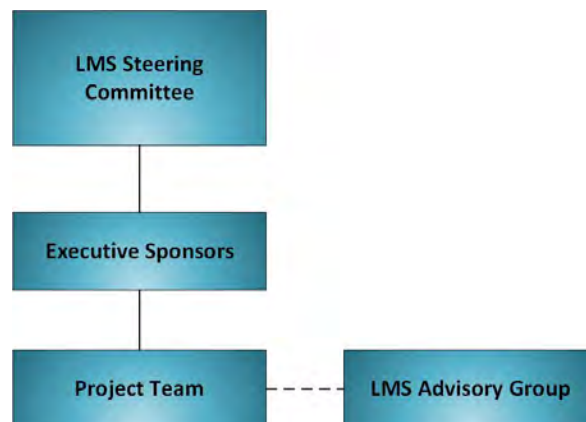 LMS Steering
Committee
Executive Sponsors
Project Team
LMS Advisory Group